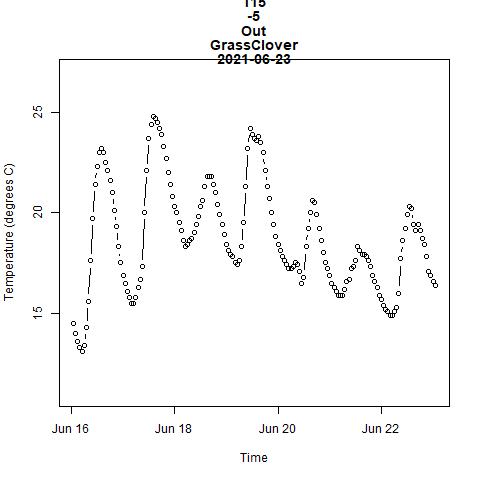 T15
-5
Out
GrassClover
2021-06-23
Temperature (degrees C)
25
20
15
Jun 16
Jun 18
Jun 20
Jun 22
Time